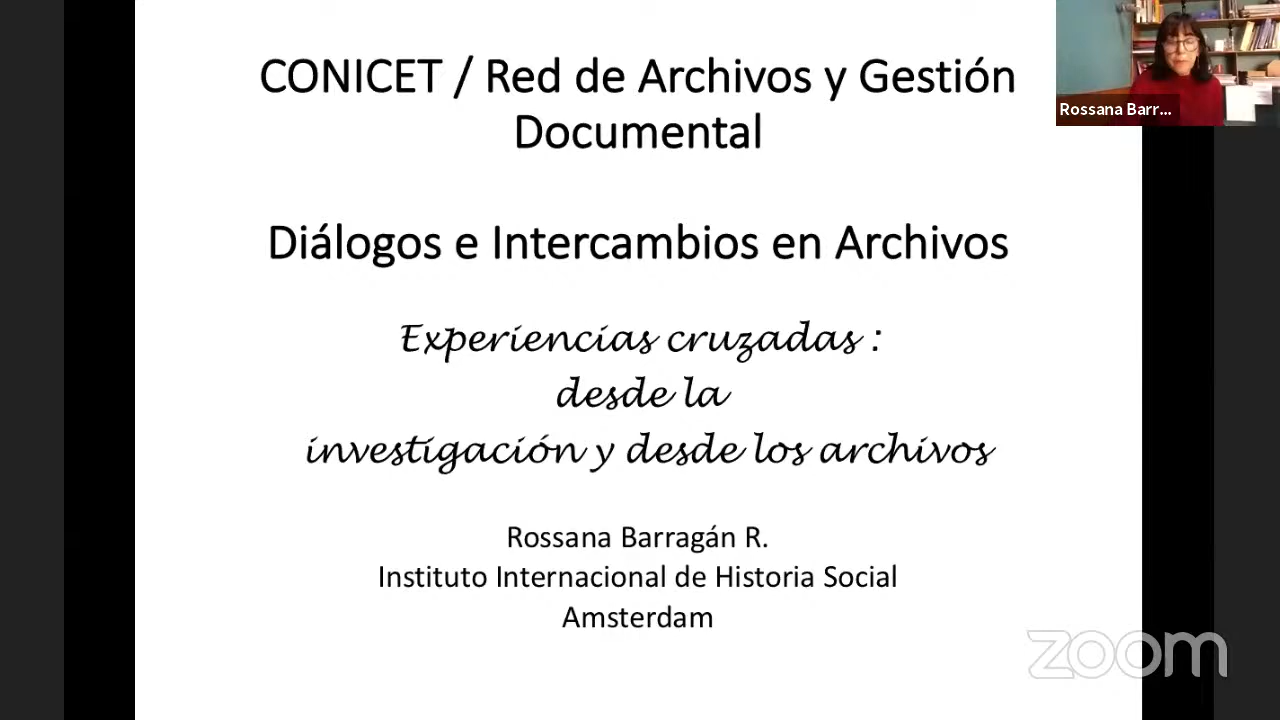 CONICET / Red de Archivos y Gestión
Documental
Diálogos e Intercambios en Archivos
Experiencias cruzadas :
desde la
investigación y desde los archivos
Rossana Barragán R.
Instituto Internacional de Historia Social
Amsterdam
Rossana Barr...
zoom